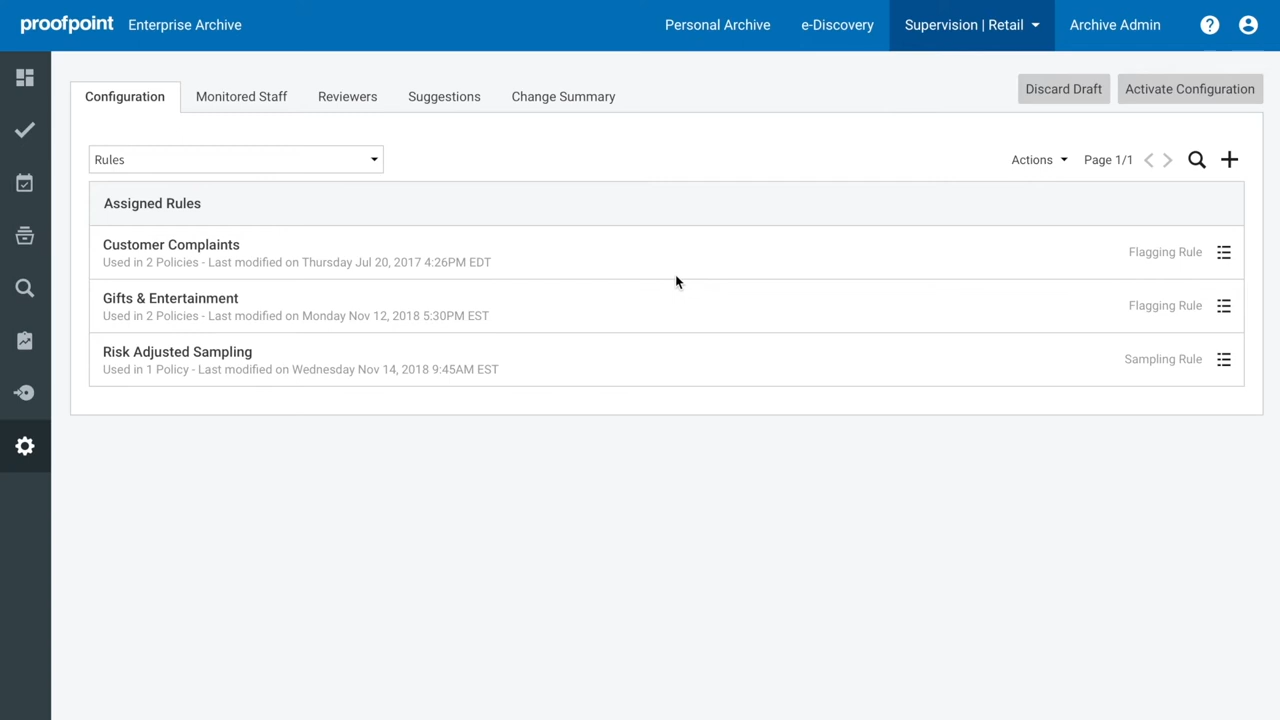 proofpoint Enterprise Archive Personal Archive e-Discovery Supervision | Retail Archive Admin ?
Configuration Monitored Staff Reviewers Suggestions Change Summary Discard Draft Activate Configuration
Rules Actions Page 1/1
Assigned Rules
Customer Complaints
Used in 2 Policies - Last modified on Thursday Jul 20, 2017 4:26PM EDT
Flagging Rule
Gifts & Entertainment
Used in 2 Policies - Last modified on Monday Nov 12, 2018 5:30PM EST
Flagging Rule
Risk Adjusted Sampling
Used in 1 Policy - Last modified on Wednesday Nov 14, 2018 9:45AM EST
Sampling Rule